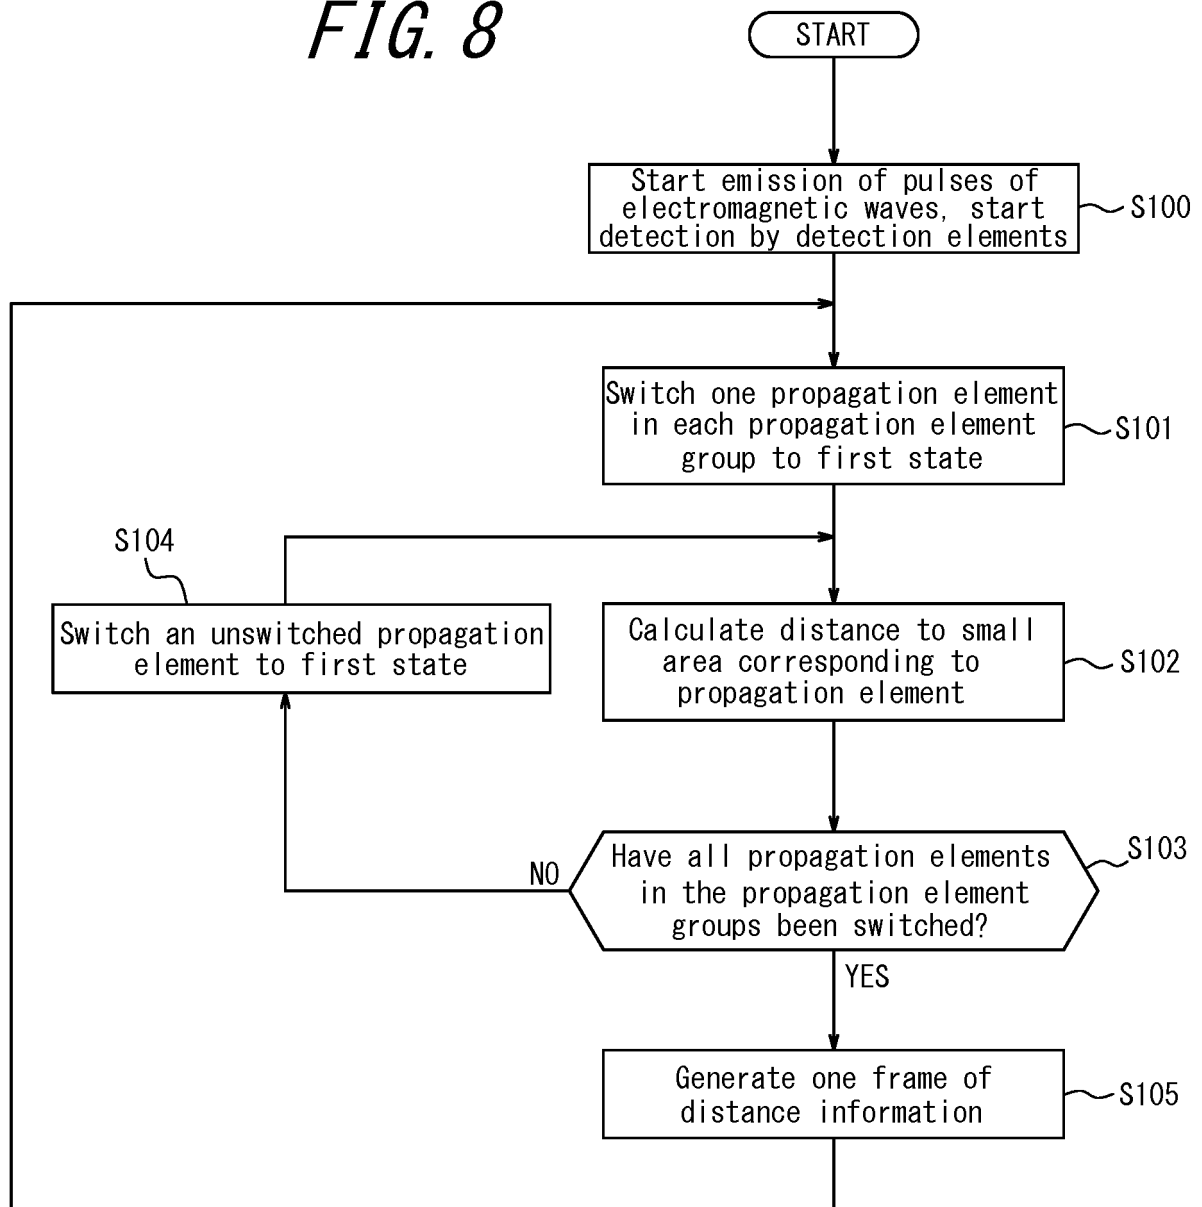 FIG. 8
START
Start emission of pulses of
electromagnetic waves, start
detection by detection elements
S100
Switch one propagation element
in each propagation element
group to first state
S101
S104
Switch an unswitched propagation
element to first state
Calculate distance to small
area corresponding to
propagation element
S102
Have all propagation elements
in the propagation element
groups been switched?
S103
NO
YES
Generate one frame of
distance information
S105